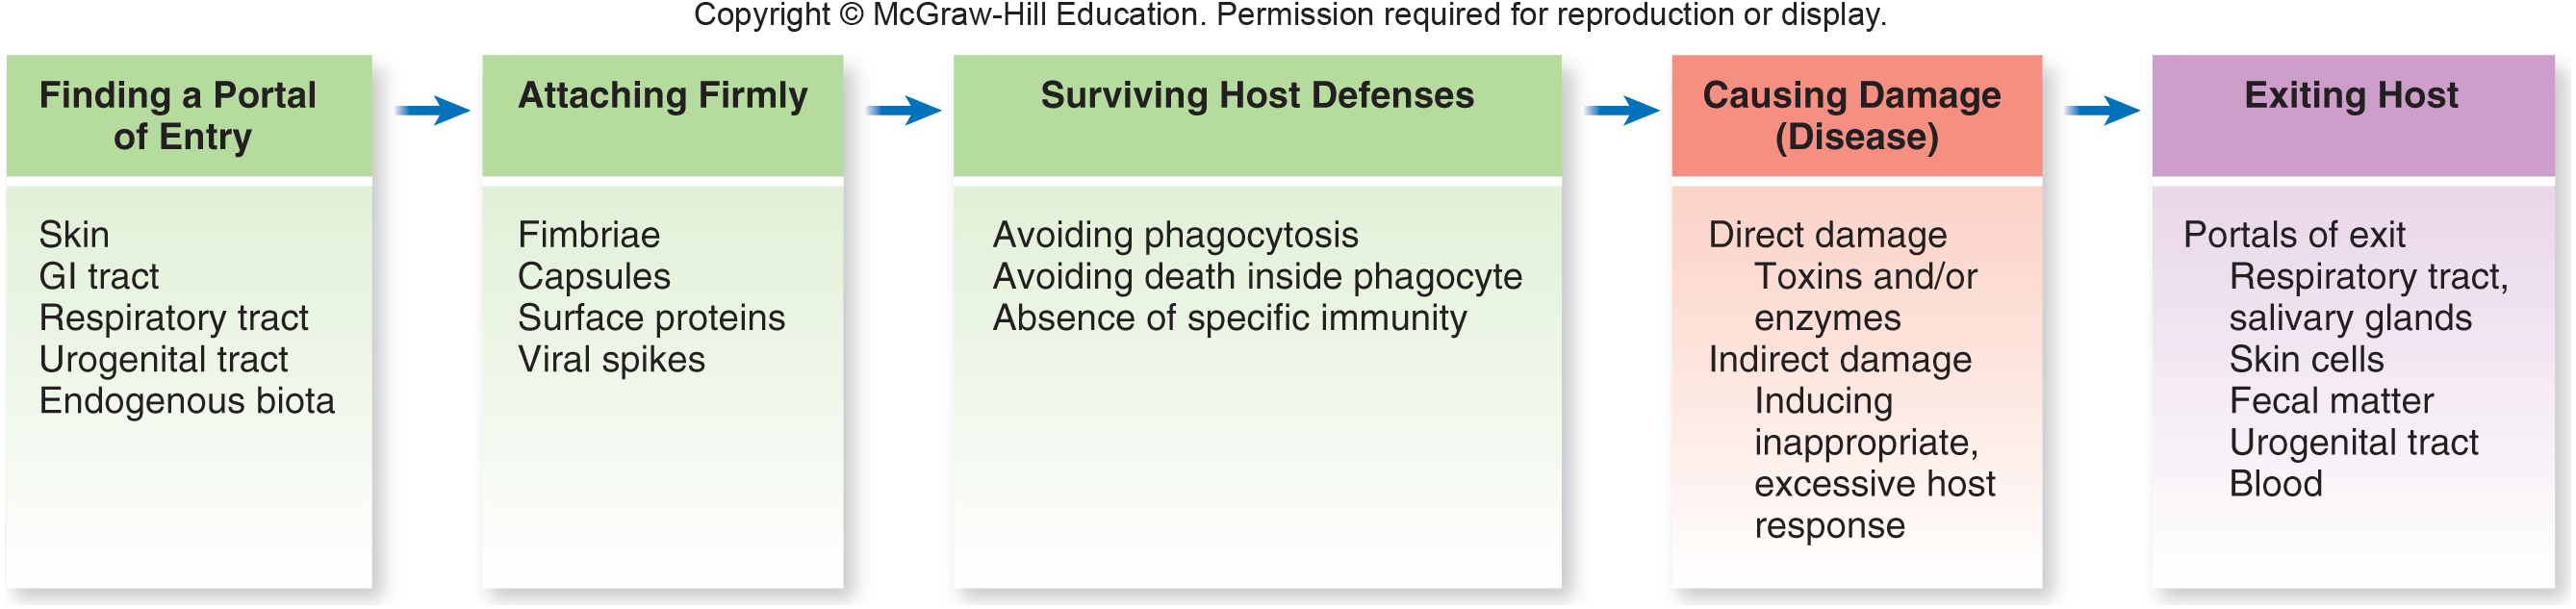 Copyright © McGraw-Hill Education. Permission required for reproduction or display.
Finding a Portal
of Entry
Skin
GI tract
Respiratory tract
Urogenital tract
Endogenous biota
Attaching Firmly
Fimbriae
Capsules
Surface proteins
Viral spikes
Surviving Host Defenses
Avoiding phagocytosis
Avoiding death inside phagocyte
Absence of specific immunity
Causing Damage
(Disease)
Direct damage
Toxins and/or
enzymes
Indirect damage
Inducing
inappropriate,
excessive host
response
Exiting Host
Portals of exit
Respiratory tract,
salivary glands
Skin cells
Fecal matter
Urogenital tract
Blood